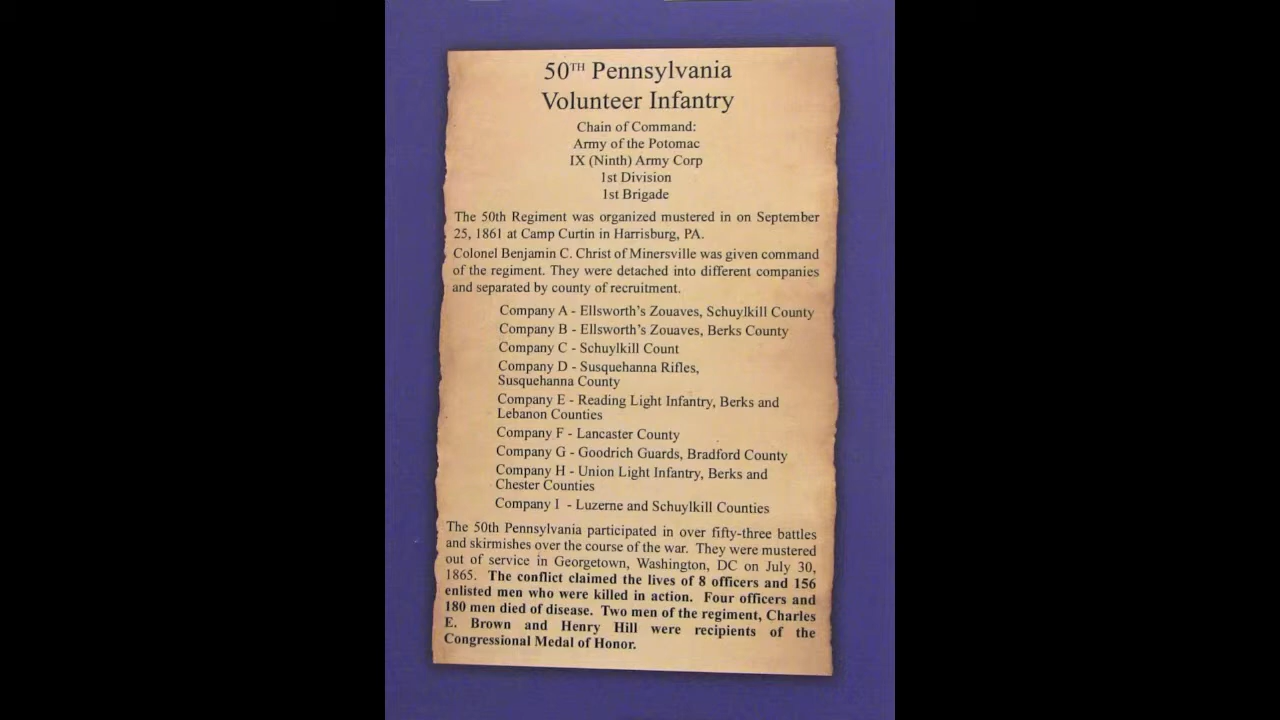 50TH Pennsylvania
Volunteer Infantry
Chain of Command:
Army of the Potomac
IX (Ninth) Army Corp
1st Division
1st Brigade
The 50th Regiment was organized mustered in on September
25, 1861 at Camp Curtin in Harrisburg, PA.
Colonel Benjamin C. Christ of Minersville was given command
of the regiment. They were detached into different companies
and separated by county of recruitment.
Company A - Ellsworth's Zouaves, Schuylkill County
Company B - Ellsworth's Zouaves, Berks County
Company C - Schuylkill Count
Company D - Susquehanna Rifles,
Susquehanna County
Company E - Reading Light Infantry, Berks and
Lebanon Counties
Company F - Lancaster County
Company G - Goodrich Guards, Bradford County
Company H - Union Light Infantry, Berks and
Chester Counties
Company I - Luzerne and Schuylkill Counties
The 50th Pennsylvania participated in over fifty-three battles
and skirmishes over the course of the war. They were mustered
out of service in Georgetown, Washington, DC on July 30,
1865. The conflict claimed the lives of 8 officers and 156
enlisted men who were killed in action. Four officers and
180 men died of disease. Two men of the regiment, Charles
E. Brown and Henry Hill were recipients of the
Congressional Medal of Honor.